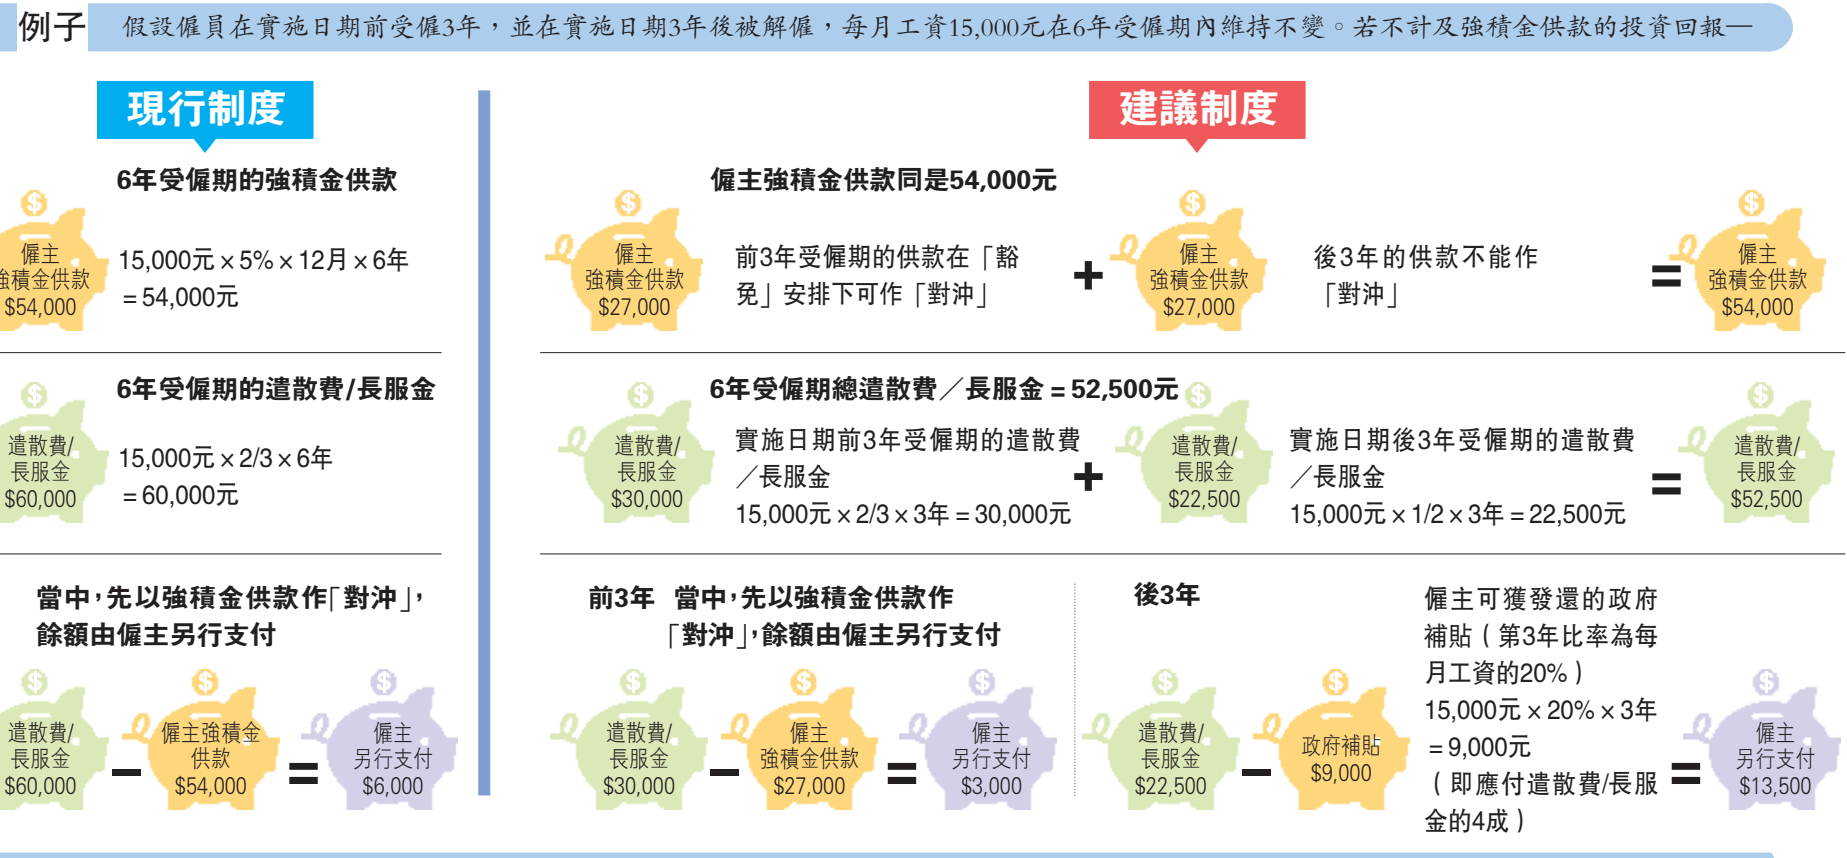 例子
假設僱員在實施日期前受僱3年，並在實施日期3年後被解僱，每月工資15,000元在6年受僱期內維持不變。若不計及強積金供款的投資回報—
現行制度
6年受僱期的強積金供款
僱主
強積金供款
$54,000
15,000元 × 5% × 12月 × 6年
= 54,000元
6年受僱期的遣散費/長服金
遣散費/
長服金
$60,000
15,000元 × 2/3 × 6年
= 60,000元
當中，先以強積金供款作「對沖」，
餘額由僱主另行支付
遣散費/
長服金
$60,000
–
僱主強積金
供款
$54,000
=
僱主
另行支付
$6,000
建議制度
僱主強積金供款同是54,000元
僱主
強積金供款
$27,000
前3年受僱期的供款在「豁
免」安排下可作「對沖」
+
僱主
強積金供款
$27,000
後3年的供款不能作
「對沖」
=
僱主
強積金供款
$54,000
6年受僱期總遣散費／長服金 = 52,500元
遣散費/
長服金
$30,000
實施日期前3年受僱期的遣散費
／長服金
15,000元 × 2/3 × 3年 = 30,000元
+
遣散費/
長服金
$22,500
實施日期後3年受僱期的遣散費
／長服金
15,000元 × 1/2 × 3年 = 22,500元
=
遣散費/
長服金
$52,500
前3年 當中，先以強積金供款作
「對沖」，餘額由僱主另行支付
遣散費/
長服金
$30,000
–
僱主
強積金供款
$27,000
=
僱主
另行支付
$3,000
後3年
遣散費/
長服金
$22,500
–
政府補貼
$9,000
僱主可獲發還的政府
補貼（第3年比率為每
月工資的20%）
15,000元 × 20% × 3年
= 9,000元
（即應付遣散費/長服
金的4成）
=
僱主
另行支付
$13,500